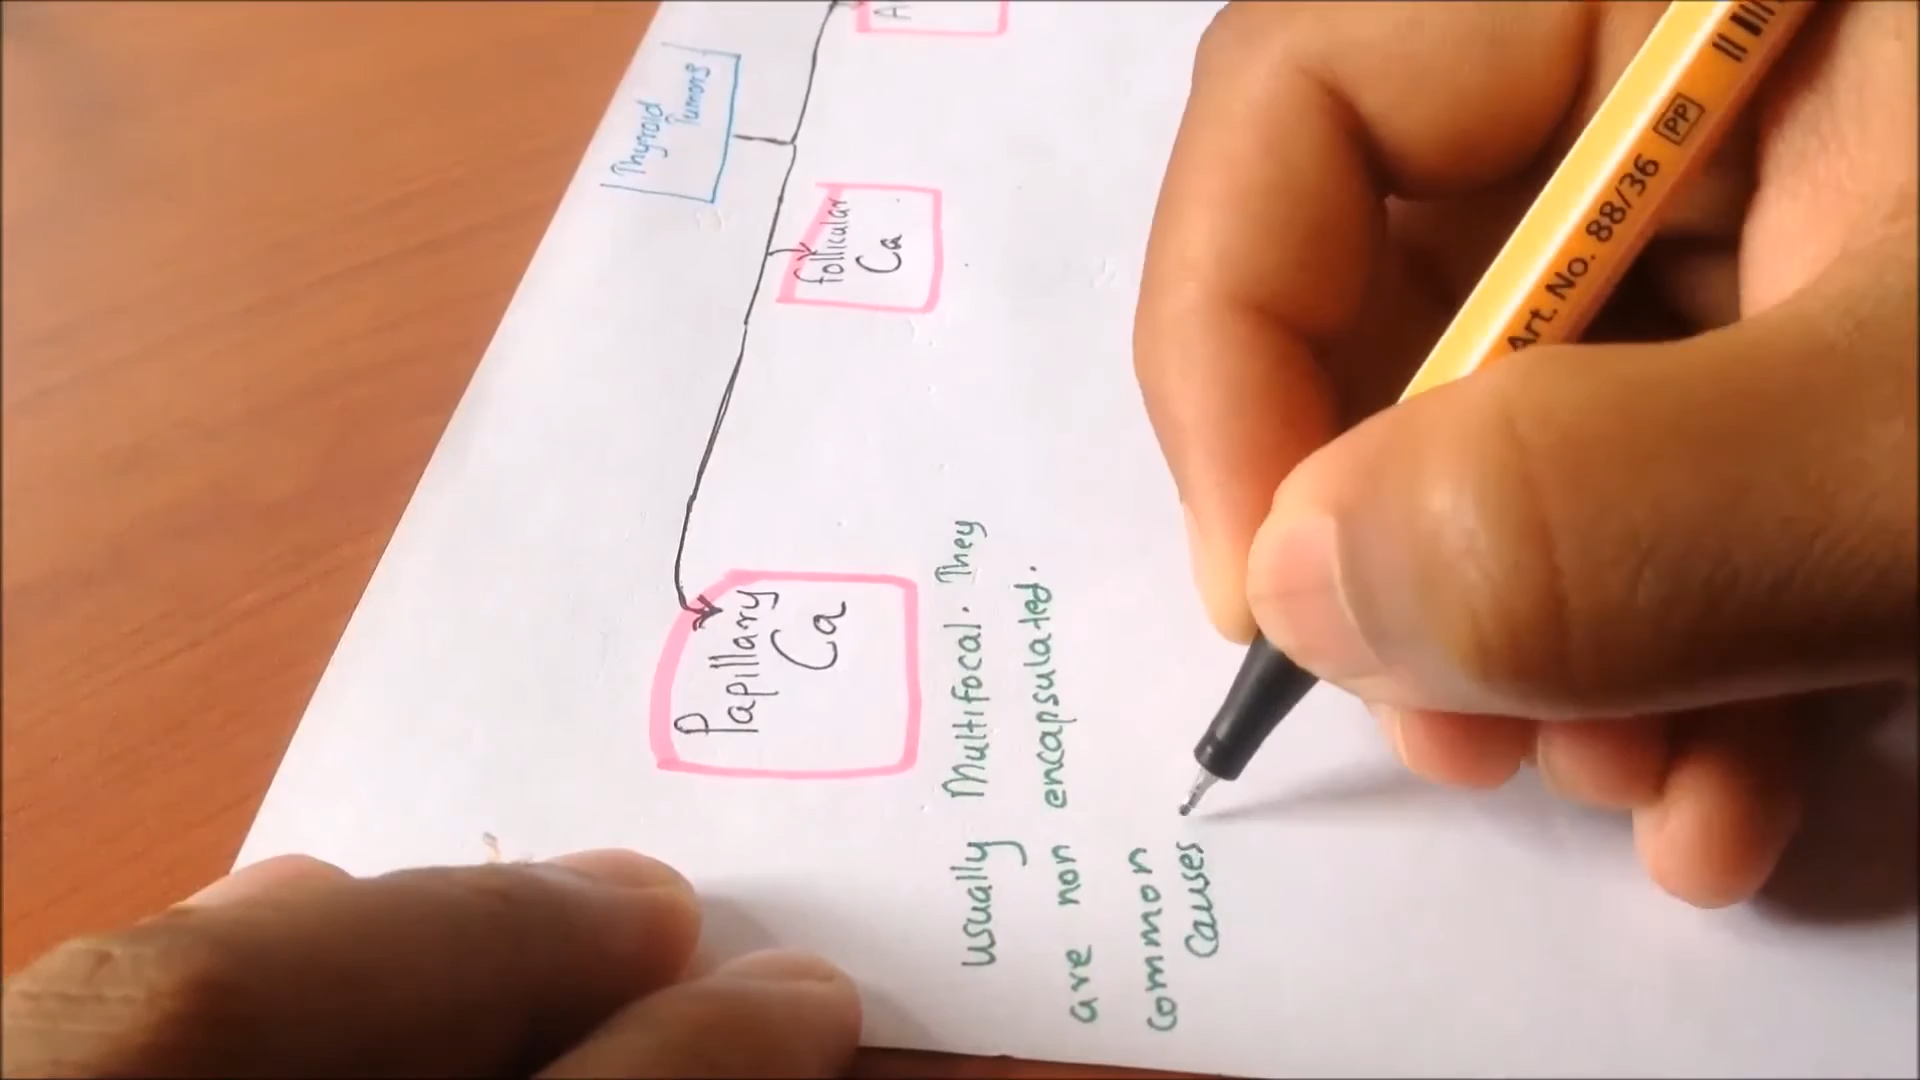 Thyroid
Tumors
A
follicular
Ca
Papillary
Ca
usually Multifocal. They
are non encapsulated.
common
causes
Art. No. 88/36 PP